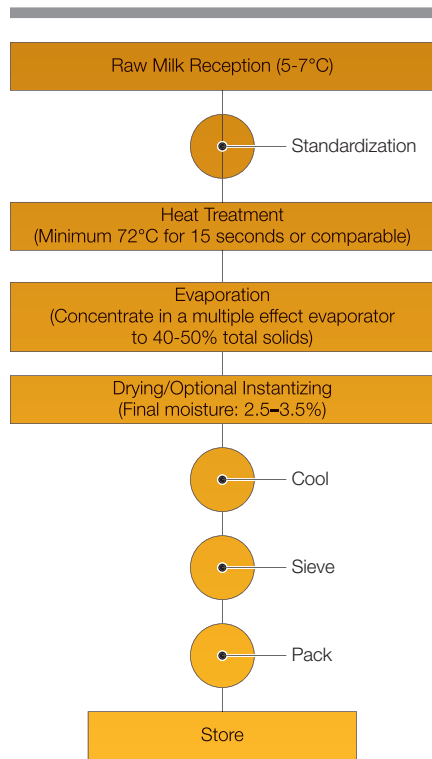 Raw Milk Reception (5-7°C)
Standardization
Heat Treatment
(Minimum 72°C for 15 seconds or comparable)
Evaporation
(Concentrate in a multiple effect evaporator
to 40-50% total solids)
Drying/Optional Instantizing
(Final moisture: 2.5–3.5%)
Cool
Sieve
Pack
Store